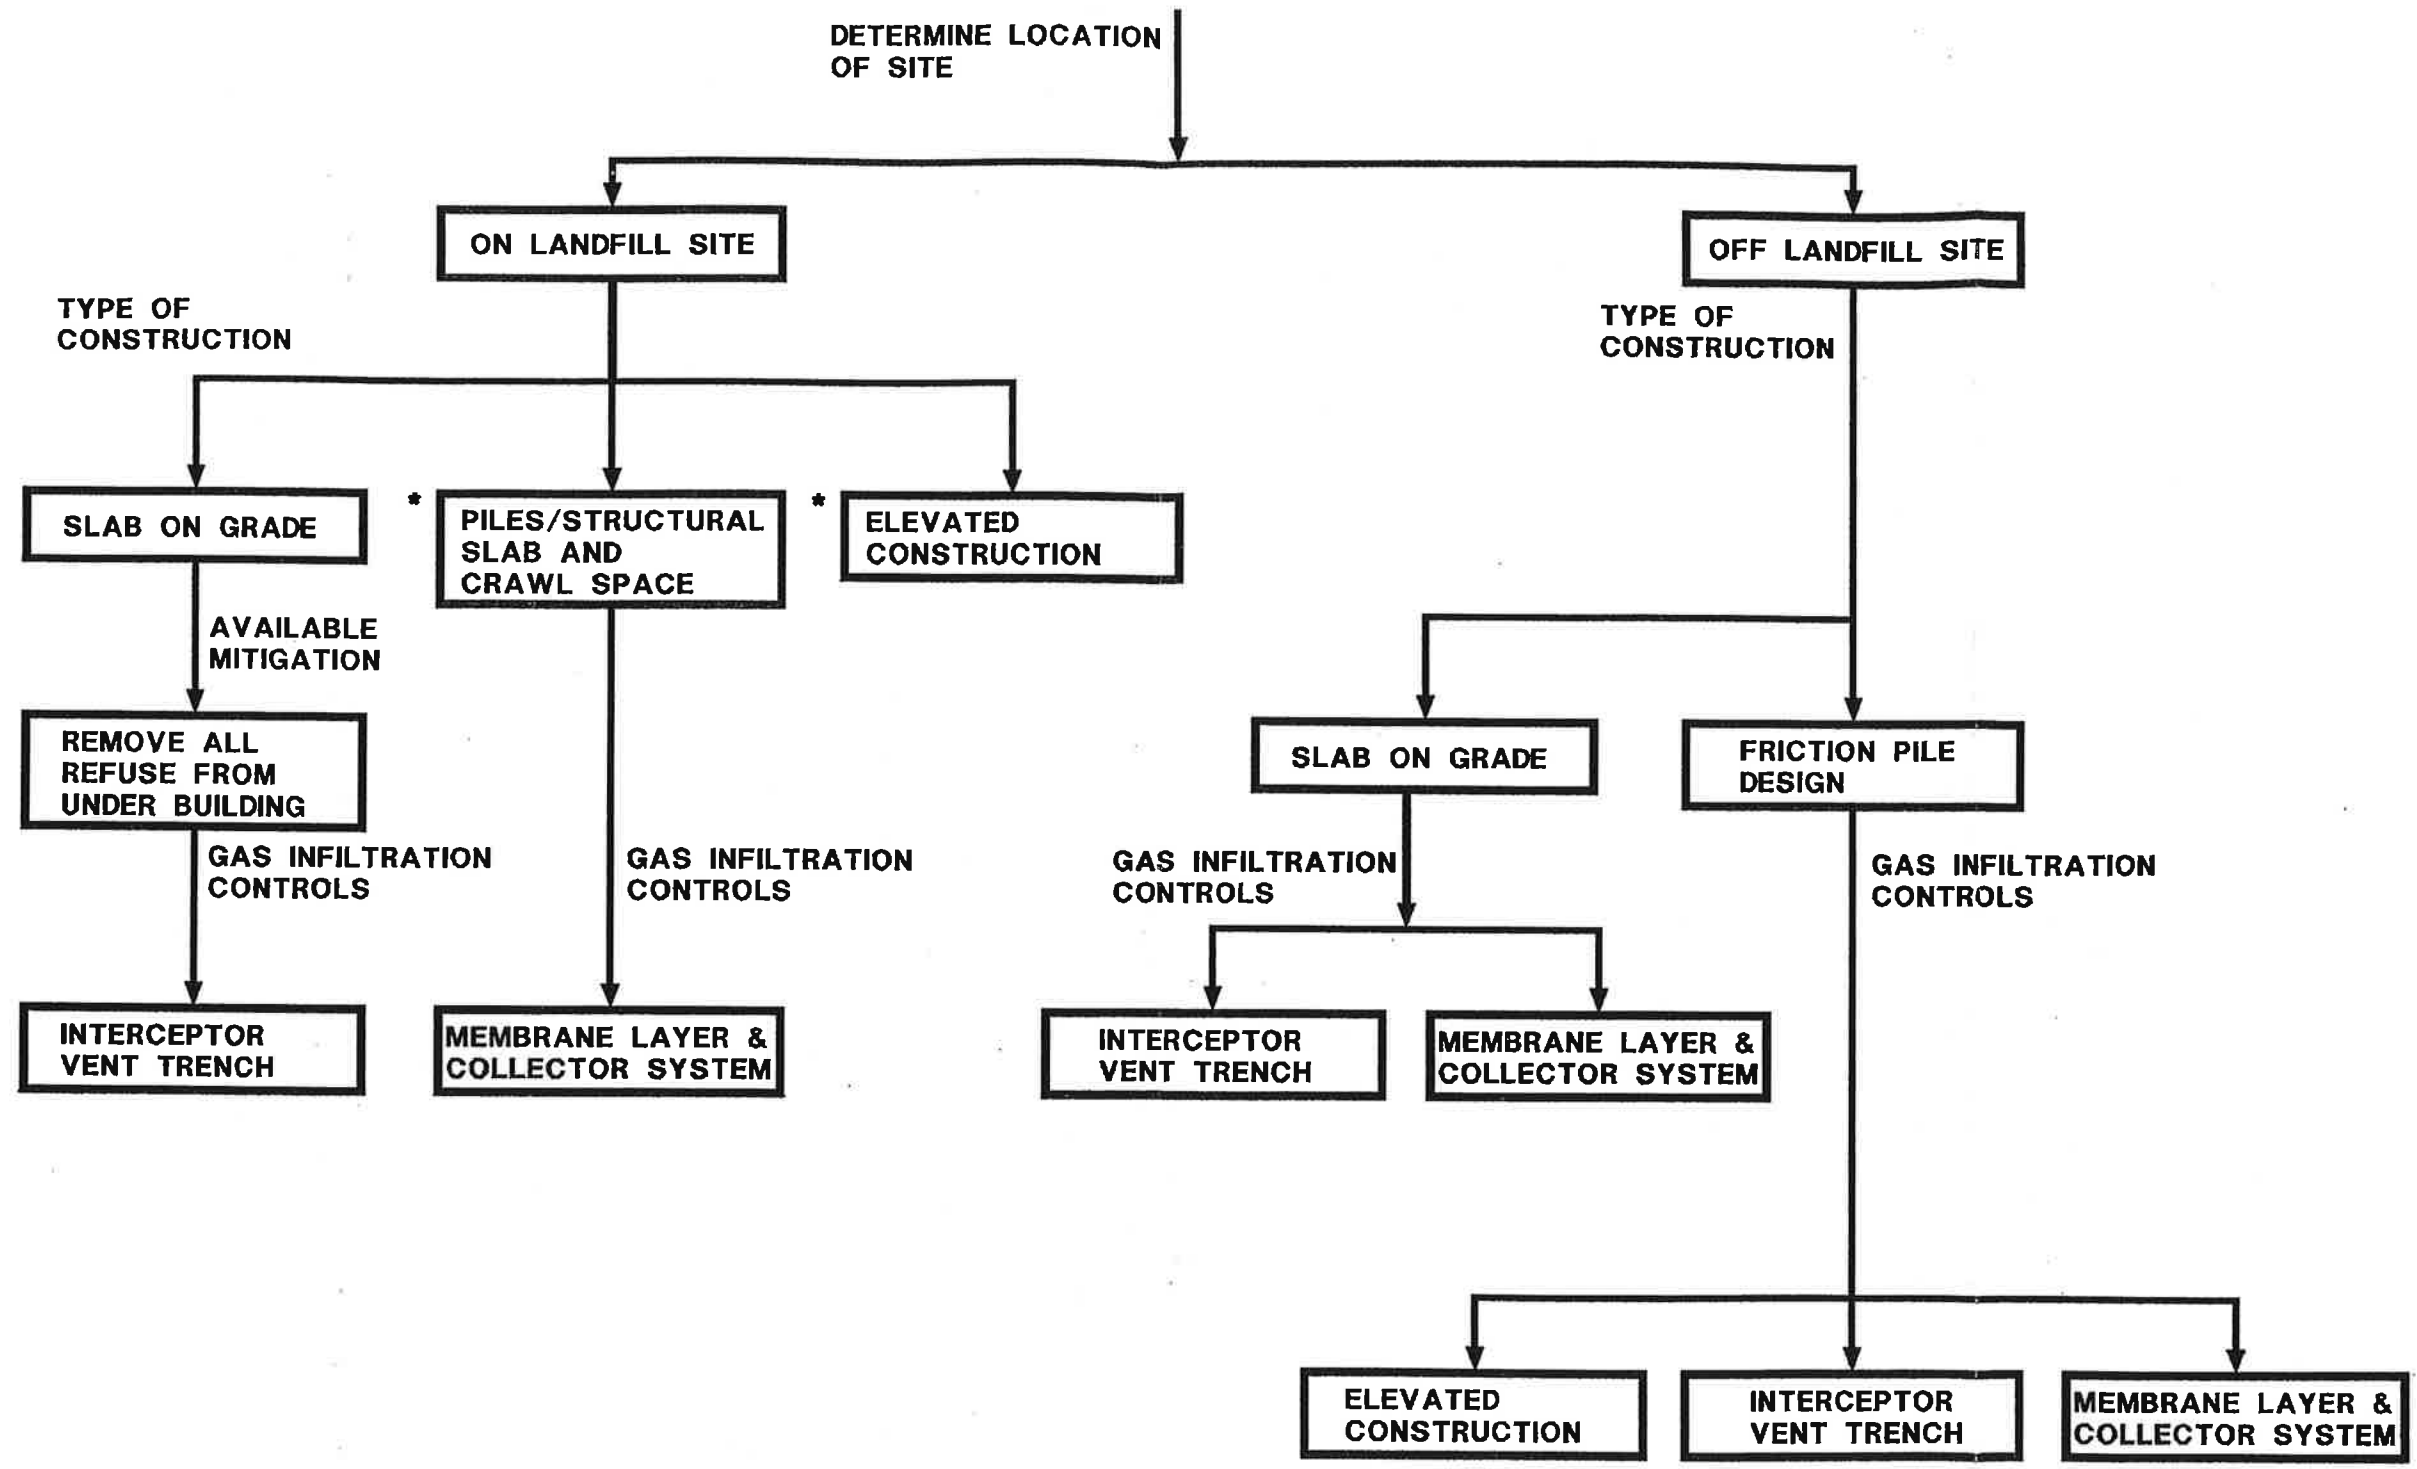 DETERMINE LOCATION
OF SITE
ON LANDFILL SITE
OFF LANDFILL SITE
TYPE OF
CONSTRUCTION
TYPE OF
CONSTRUCTION
SLAB ON GRADE
*
PILES/STRUCTURAL
SLAB AND
CRAWL SPACE
*
ELEVATED
CONSTRUCTION
AVAILABLE
MITIGATION
REMOVE ALL
REFUSE FROM
UNDER BUILDING
SLAB ON GRADE
FRICTION PILE
DESIGN
GAS INFILTRATION
CONTROLS
GAS INFILTRATION
CONTROLS
GAS INFILTRATION
CONTROLS
GAS INFILTRATION
CONTROLS
INTERCEPTOR
VENT TRENCH
MEMBRANE LAYER &
COLLECTOR SYSTEM
INTERCEPTOR
VENT TRENCH
MEMBRANE LAYER &
COLLECTOR SYSTEM
ELEVATED
CONSTRUCTION
INTERCEPTOR
VENT TRENCH
MEMBRANE LAYER &
COLLECTOR SYSTEM